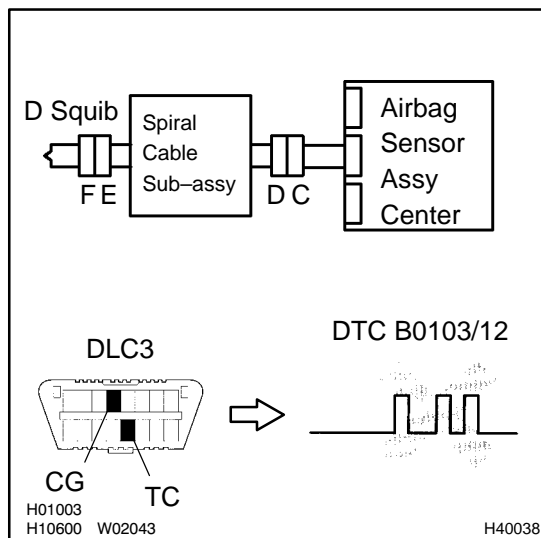 D Squib
F E
Spiral
Cable
Sub–assy
D C
Airbag
Sensor
Assy
Center
DLC3
CG
TC
DTC B0103/12
H01003
H10600 W02043
H40038